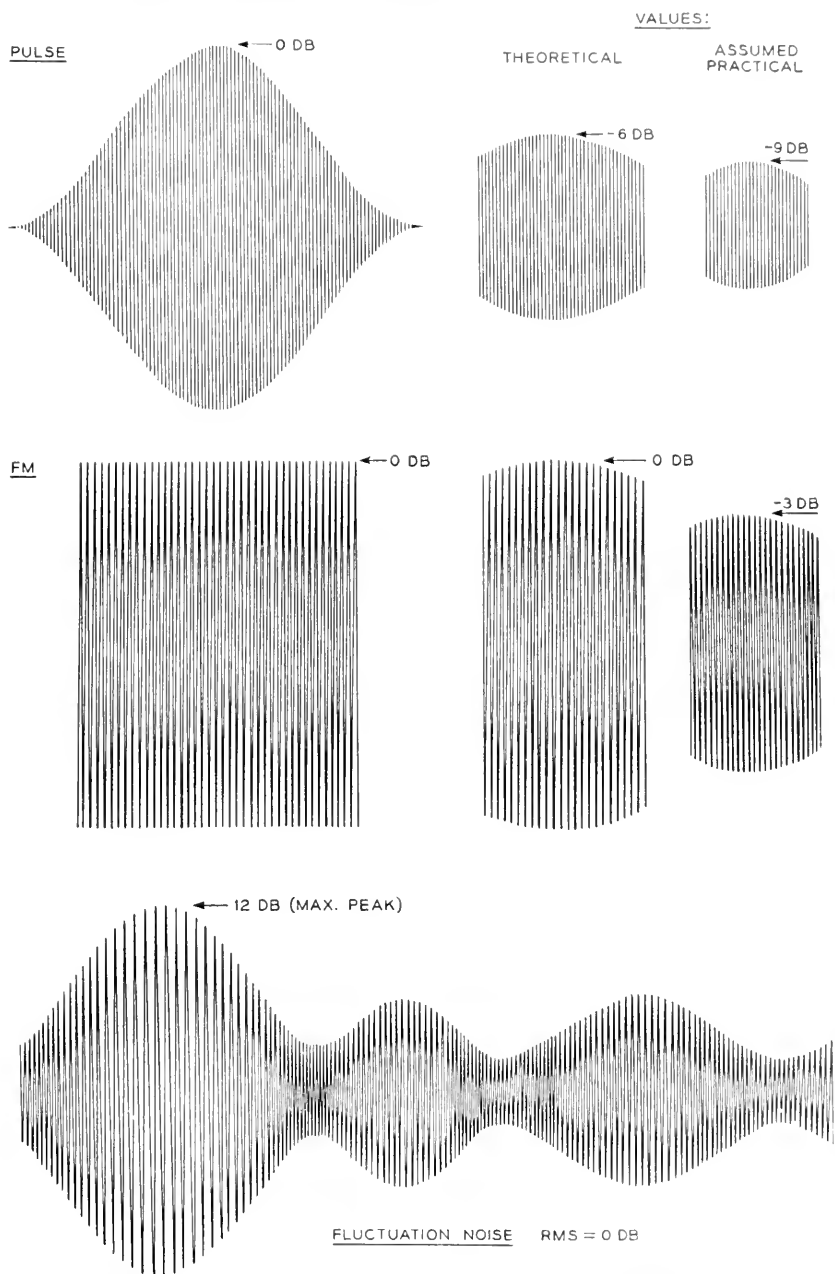 VALUES:
PULSE
0 DB
THEORETICAL
ASSUMED
PRACTICAL
-6 DB
-9 DB
FM
0 DB
0 DB
-3 DB
12 DB (MAX. PEAK)
FLUCTUATION NOISE RMS = 0 DB